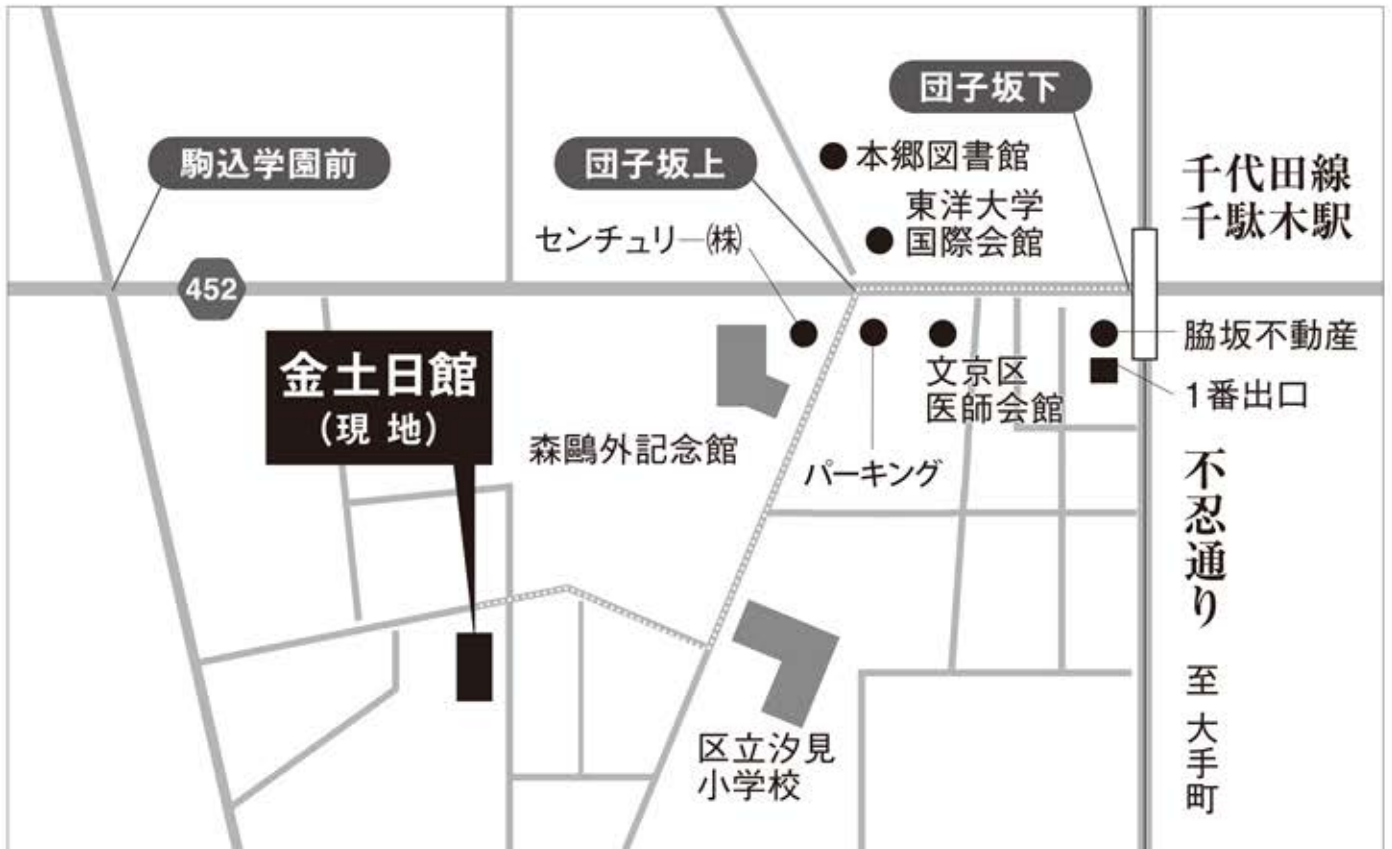 団子坂下
駒込学園前
団子坂上
本郷図書館
千代田線
千駄木駅
東洋大学
国際会館
センチュリー㈱
452
金土日館
(現 地)
脇坂不動産
文京区
医師会館
1番出口
森鷗外記念館
パーキング
不忍通り
至 大手町
区立汐見
小学校